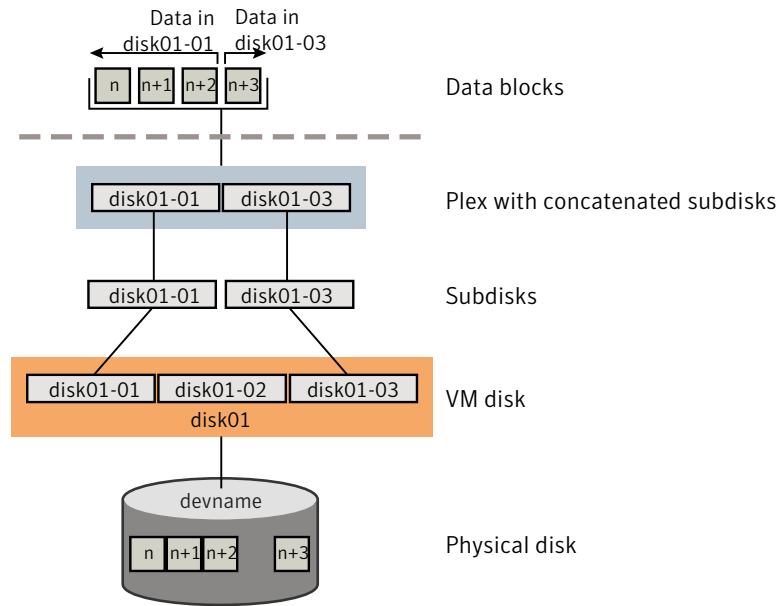 Data in
disk01-01
Data in
disk01-03
n n+1 n+2 n+3
Data blocks
disk01-01 disk01-03
Plex with concatenated subdisks
disk01-01 disk01-03
Subdisks
disk01-01 disk01-02 disk01-03
disk01
VM disk
devname
n n+1 n+2 n+3
Physical disk